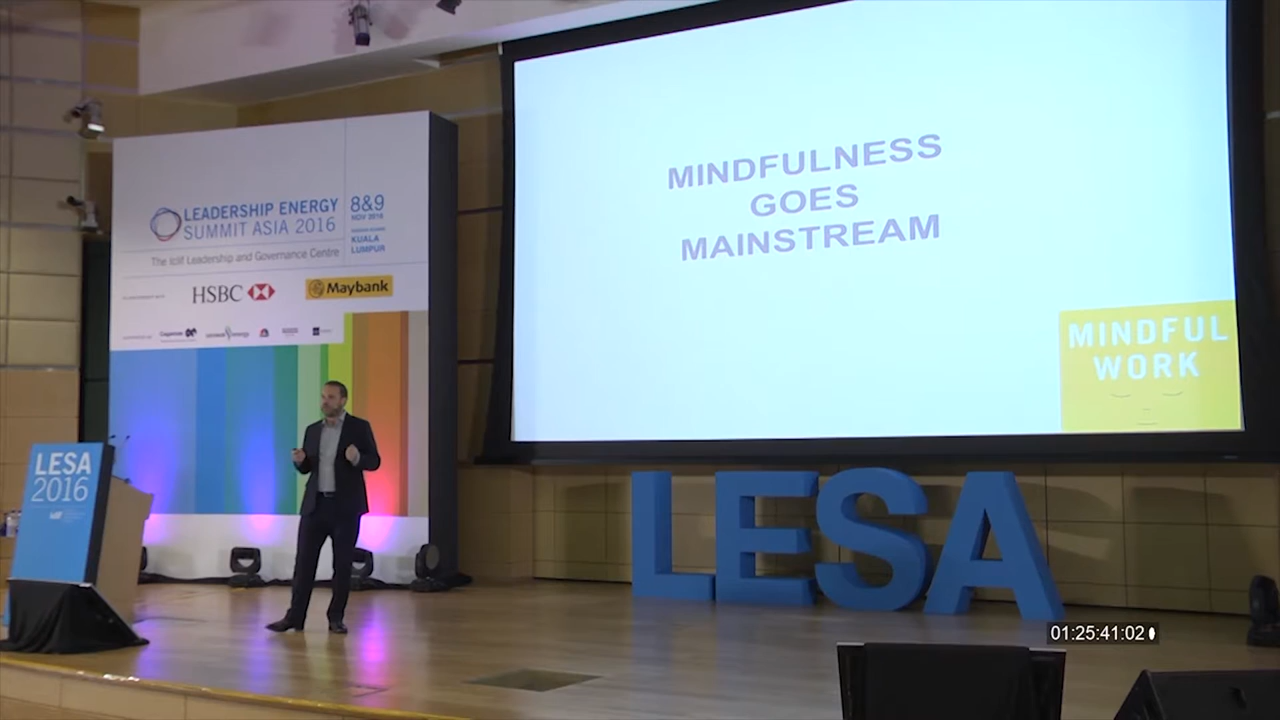 LEADERSHIP ENERGY
SUMMIT ASIA 2016
8&9
NOV 2016
KUALA
LUMPUR
The Iclif Leadership and Governance Centre
HSBC
Maybank
MINDFULNESS
GOES
MAINSTREAM
MINDFUL
WORK
LESA
2016
LESA
01:25:41:02